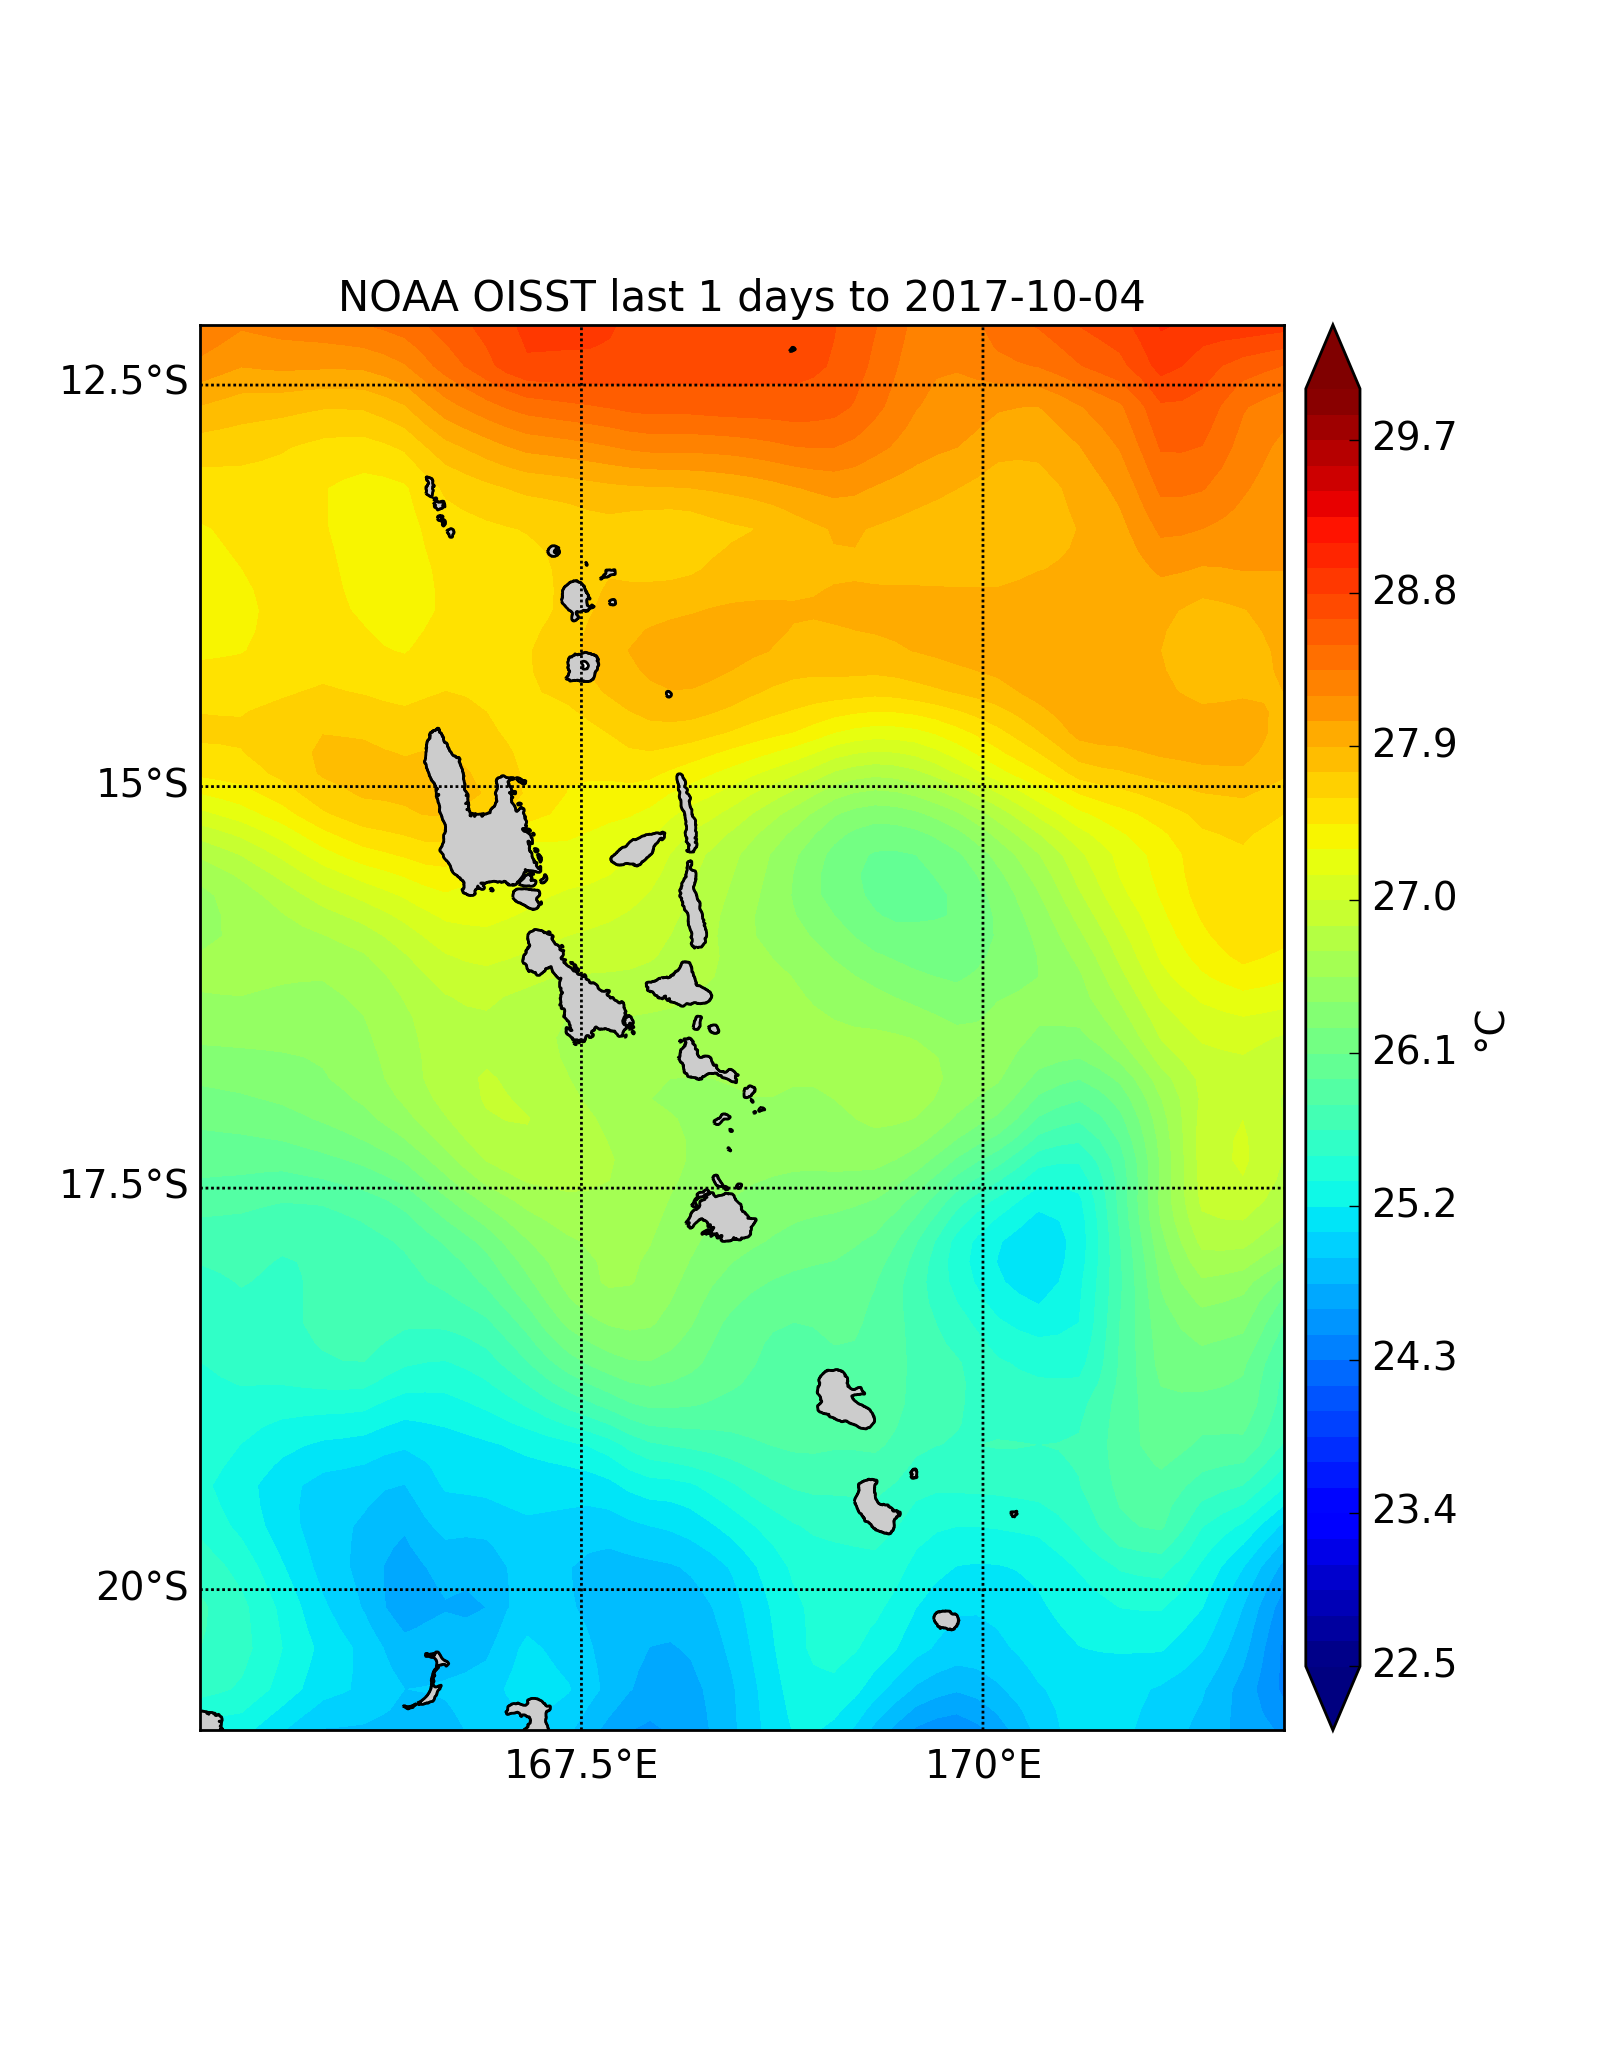 NOAA OISST last 1 days to 2017-10-04
12.5°S
15°S
17.5°S
20°S
167.5°E
170°E
29.7
28.8
27.9
27.0
26.1
25.2
24.3
23.4
22.5
°C